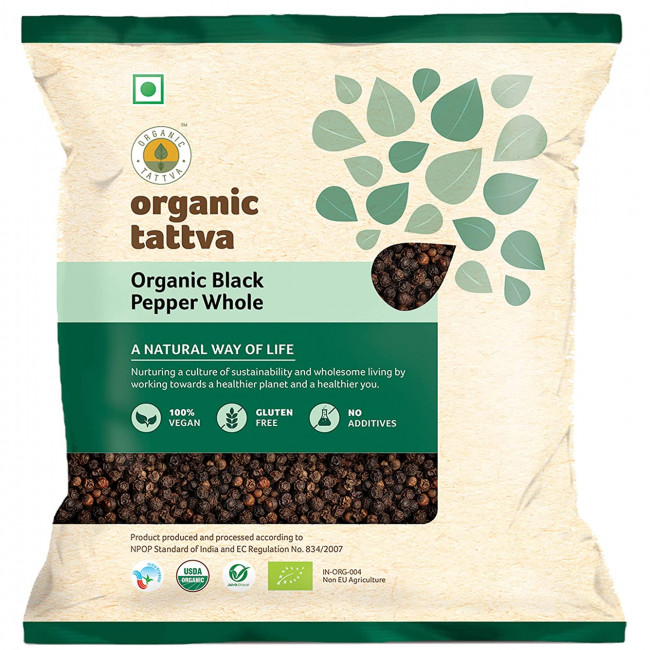 ORGANIC TATTVA
TM
organic
tattva
Organic Black
Pepper Whole
A NATURAL WAY OF LIFE
Nurturing a culture of sustainability and wholesome living by
working towards a healthier planet and a healthier you.
100%
VEGAN
GLUTEN
FREE
NO
ADDITIVES
Product produced and processed according to
NPOP Standard of India and EC Regulation No. 834/2007
USDA
ORGANIC
IN-ORG-004
Non EU Agriculture